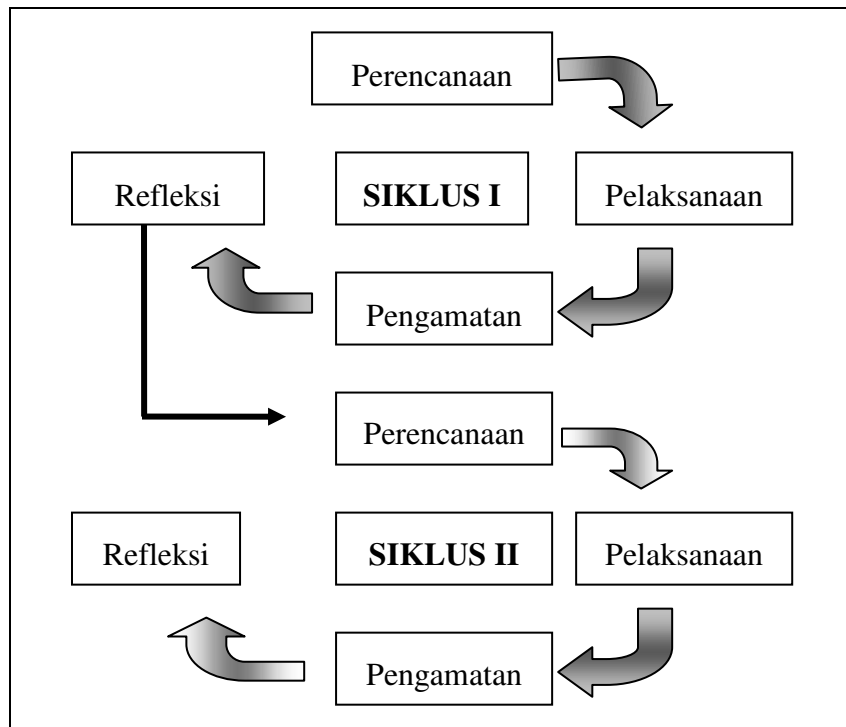 Perencanaan
Refleksi
SIKLUS I
Pelaksanaan
Pengamatan
Perencanaan
Refleksi
SIKLUS II
Pelaksanaan
Pengamatan